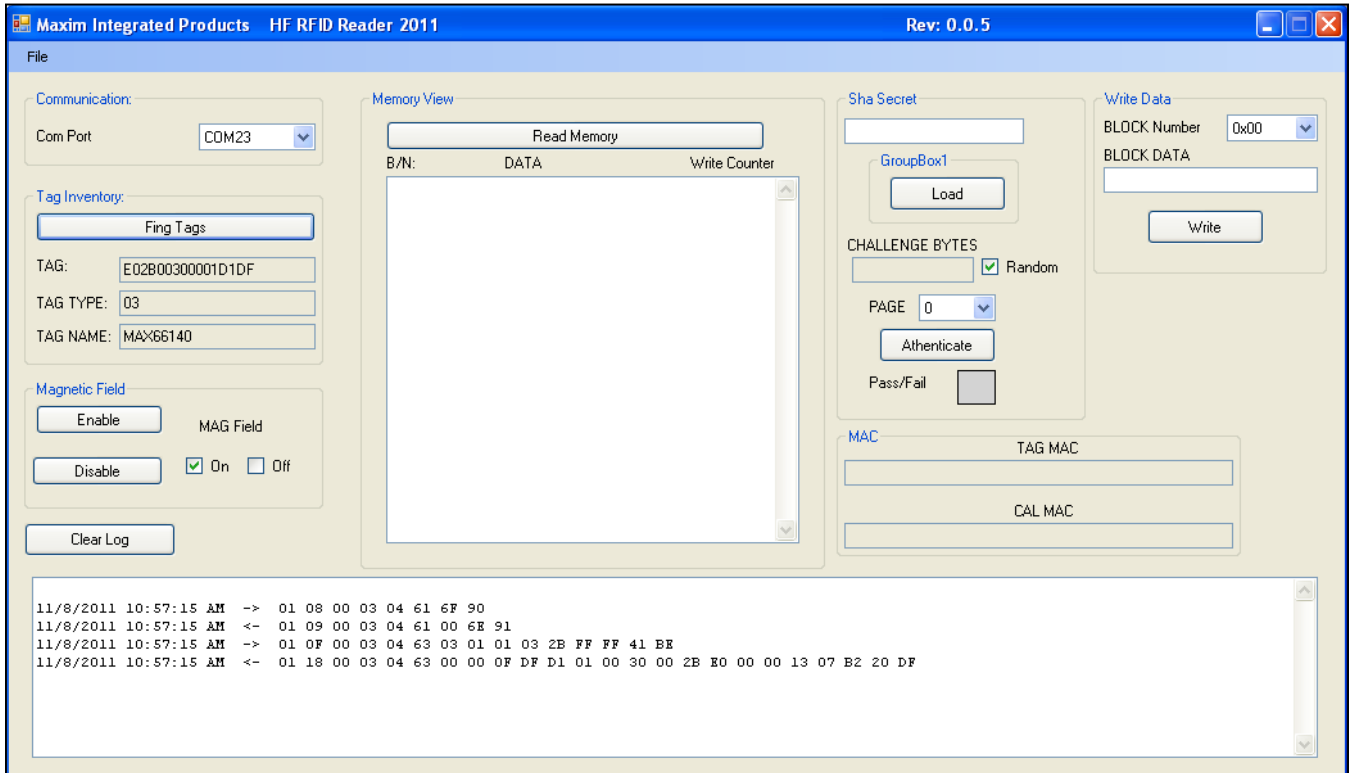 Maxim Integrated Products HF RFID Reader 2011 Rev: 0.0.5
File
Communication:
Com Port COM23
Tag Inventory:
Fing Tags
TAG: E02B00300001D1DF
TAG TYPE: 03
TAG NAME: MAX66140
Magnetic Field
Enable
MAG Field
Disable On Off
Clear Log
Memory View
Read Memory
B/N: DATA Write Counter
Sha Secret
GroupBox1
Load
CHALLENGE BYTES
Random
PAGE 0
Athenticate
Pass/Fail
Write Data
BLOCK Number 0x00
BLOCK DATA
Write
MAC
TAG MAC
CAL MAC
11/8/2011 10:57:15 AM -> 01 08 00 03 04 61 6F 90
11/8/2011 10:57:15 AM <- 01 09 00 03 04 61 00 6E 91
11/8/2011 10:57:15 AM -> 01 0F 00 03 04 63 03 01 01 03 2B FF FF 41 BE
11/8/2011 10:57:15 AM <- 01 18 00 03 04 63 00 00 0F DF D1 01 00 30 00 2B E0 00 00 13 07 B2 20 DF